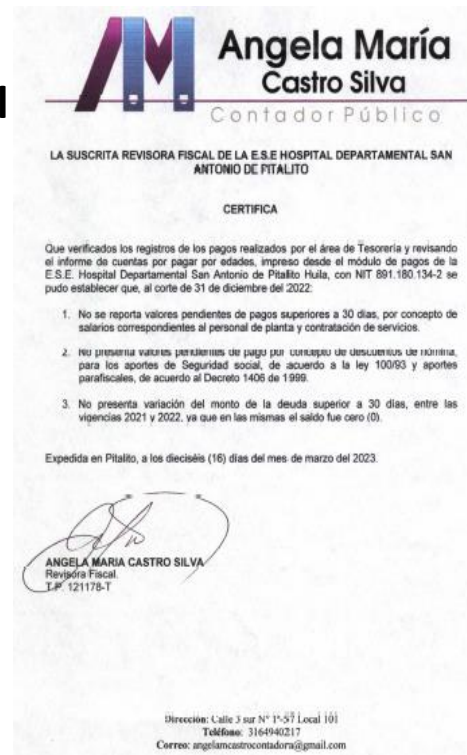 AM Angela María
Castro Silva
Contador Público
LA SUSCRITA REVISORA FISCAL DE LA E.S.E HOSPITAL DEPARTAMENTAL SAN
ANTONIO DE PITALITO
CERTIFICA
Que verificados los registros de los pagos realizados por el área de Tesorería y revisando
el informe de cuentas por pagar por edades, impreso desde el módulo de pagos de la
E.S.E. Hospital Departamental San Antonio de Pitalito Huila, con NIT 891.180.134-2 se
pudo establecer que, al corte de 31 de diciembre del 2022:
1. No se reporta valores pendientes de pagos superiores a 30 días, por concepto de
salarios correspondientes al personal de planta y contratación de servicios.
2. No presenta valores pendientes de pago por concepto de descuentos de nómina,
para los aportes de Seguridad social, de acuerdo a la ley 100/93 y aportes
parafiscales, de acuerdo al Decreto 1406 de 1999.
3. No presenta variación del monto de la deuda superior a 30 días, entre las
vigencias 2021 y 2022, ya que en las mismas el saldo fue cero (0).
Expedida en Pitalito, a los dieciséis (16) días del mes de marzo del 2023.
ANGELA MARIA CASTRO SILVA
Revisora Fiscal.
T.P. 121178-T
Dirección: Calle 3 sur N° 1ª-57 Local 101
Teléfono: 3164940217
Correo: angelamcastrocontadora@gmail.com